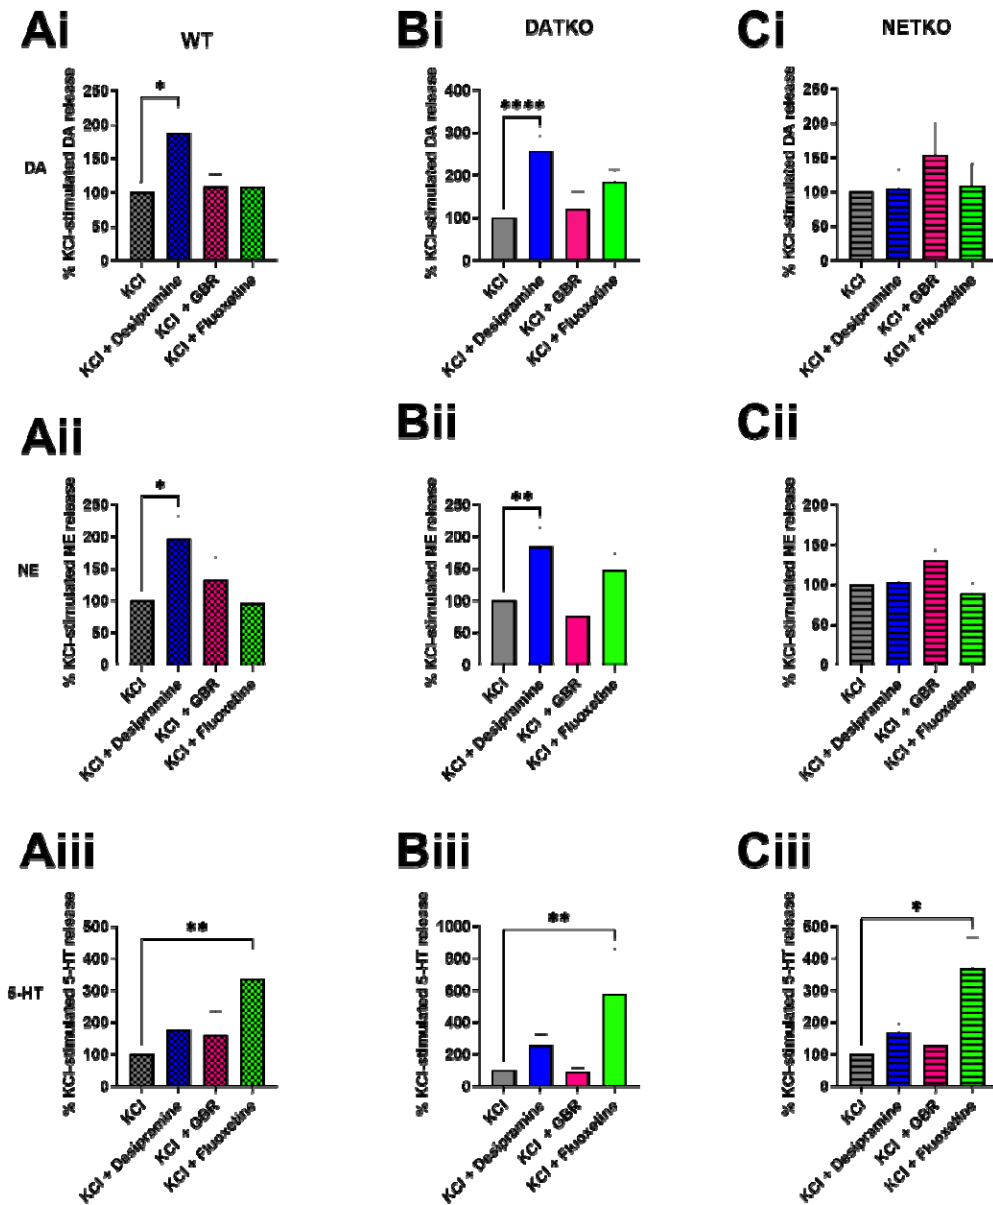 Ai
WT
Bi
DATKO
Ci
NETKO
DA
% KCl-stimulated DA release
250
200
150
100
50
0
*
KCl
KCl + Desipramine
KCl + GBR
KCl + Fluoxetine
% KCl-stimulated DA release
400
300
200
100
0
****
KCl
KCl + Desipramine
KCl + GBR
KCl + Fluoxetine
% KCl-stimulated DA release
250
200
150
100
50
0
KCl
KCl + Desipramine
KCl + GBR
KCl + Fluoxetine
Aii
Bii
Cii
NE
% KCl-stimulated NE release
250
200
150
100
50
0
*
KCl
KCl + Desipramine
KCl + GBR
KCl + Fluoxetine
% KCl-stimulated NE release
250
200
150
100
50
0
**
KCl
KCl + Desipramine
KCl + GBR
KCl + Fluoxetine
% KCl-stimulated NE release
200
150
100
50
0
KCl
KCl + Desipramine
KCl + GBR
KCl + Fluoxetine
Aiii
Biii
Ciii
5-HT
% KCl-stimulated 5-HT release
500
400
300
200
100
0
**
KCl
KCl + Desipramine
KCl + GBR
KCl + Fluoxetine
% KCl-stimulated 5-HT release
1000
800
600
400
200
0
**
KCl
KCl + Desipramine
KCl + GBR
KCl + Fluoxetine
% KCl-stimulated 5-HT release
500
400
300
200
100
0
*
KCl
KCl + Desipramine
KCl + GBR
KCl + Fluoxetine